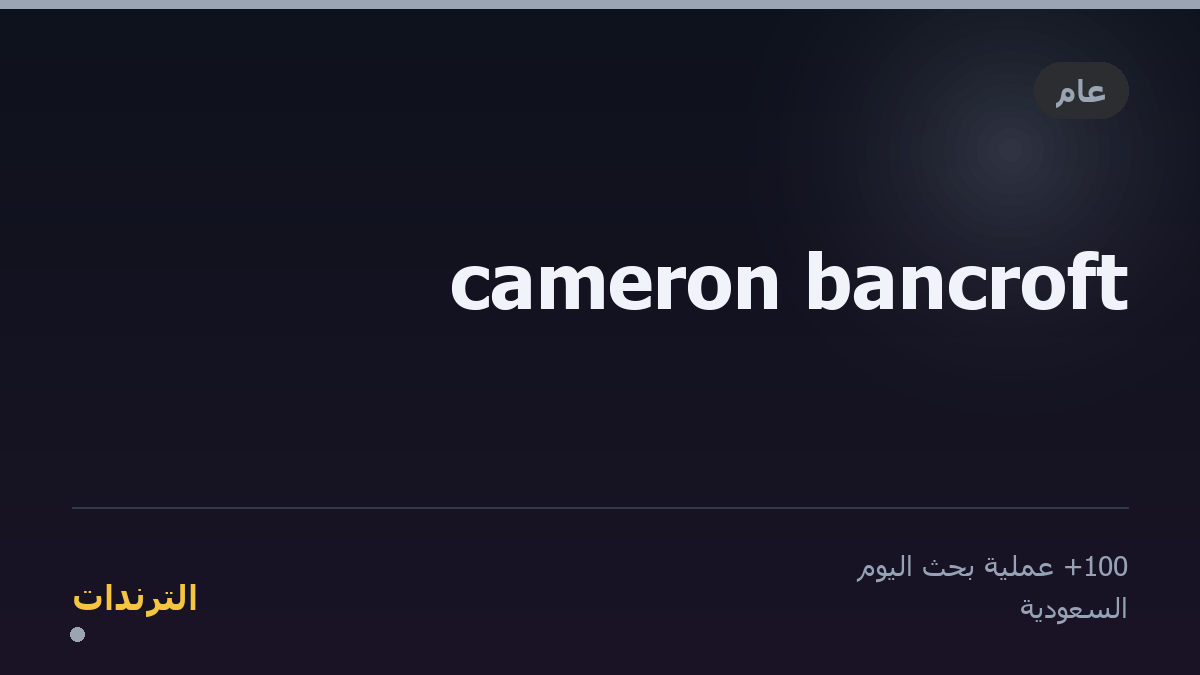 عام
cameron bancroft
+100 عملية بحث اليوم
السعودية
الترندات